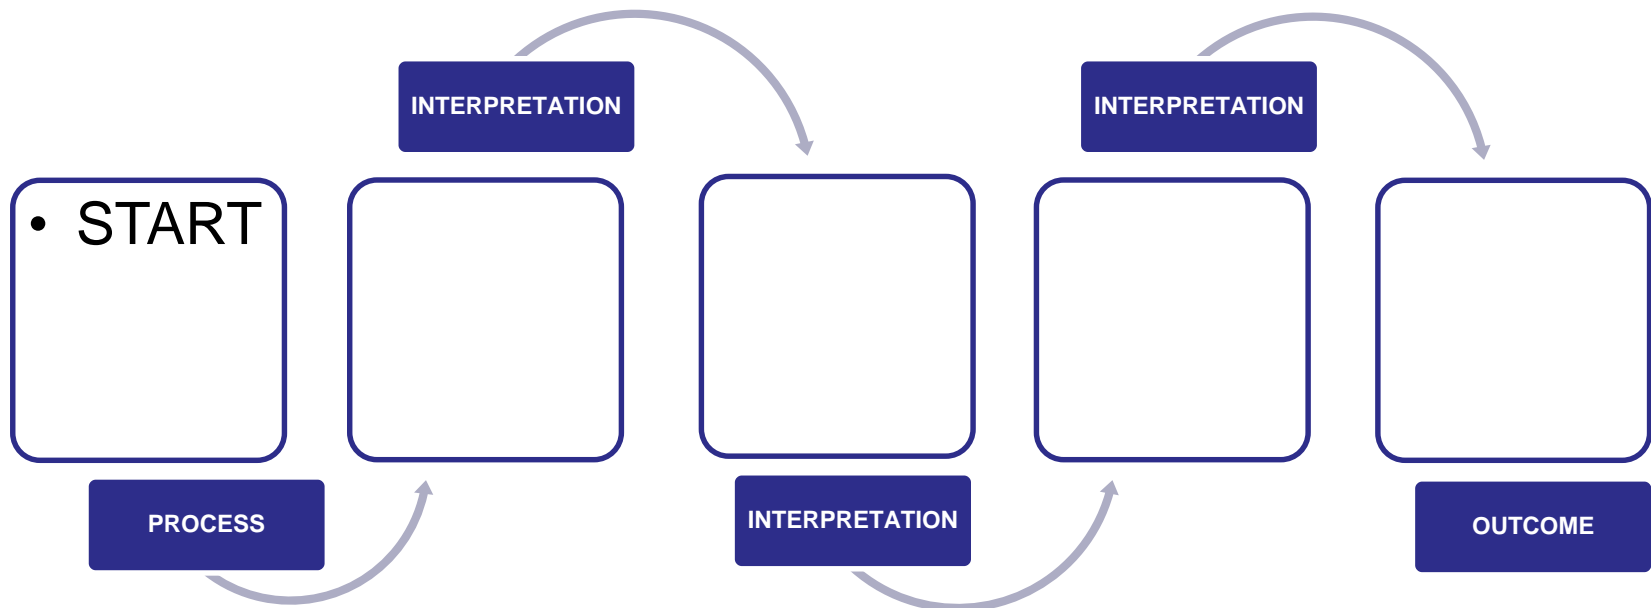 INTERPRETATION
INTERPRETATION
• START
PROCESS
INTERPRETATION
OUTCOME